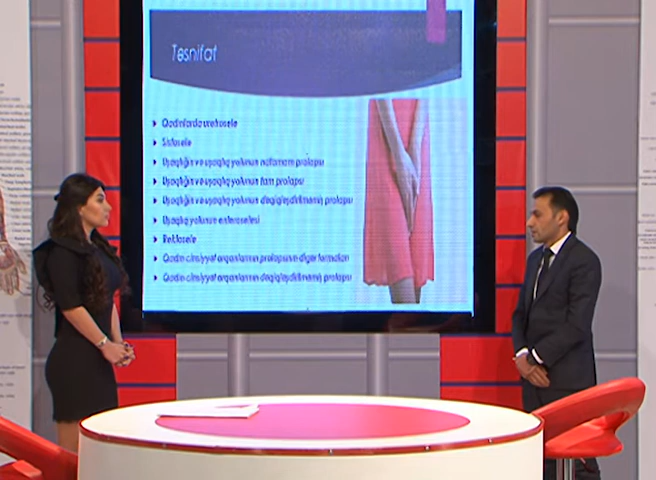 Təsnifat
Qadınlarda uretrosele
Sistosele
Uşaqlığın və uşaqlıq yolunun natamam prolapsı
Uşaqlığın və uşaqlıq yolunun tam prolapsı
Uşaqlığın və uşaqlıq yolunun dəqiqləşdirilməmiş prolapsı
Uşaqlıq yolunun enteroselesi
Rektosele
Qadın cinsiyyət orqanlarının prolapsının digər formaları
Qadın cinsiyyət orqanlarının dəqiqləşdirilməmiş prolapsı